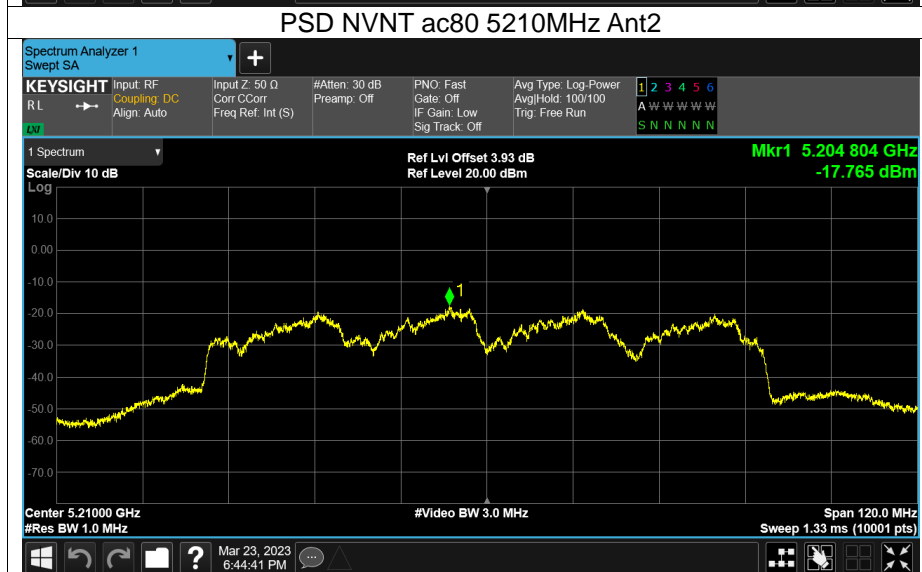 PSD NVNT ac80 5210MHz Ant2
Spectrum Analyzer 1
Swept SA
+
KEYSIGHT Input: RF Input Z: 50 Ω #Atten: 30 dB PNO: Fast Avg Type: Log-Power 1 2 3 4 5 6
R L Coupling: DC Corr CCorr Preamp: Off Gate: Off Avg|Hold: 100/100 A W W W W W
Align: Auto Freq Ref: Int (S) IF Gain: Low Trig: Free Run
LXI Sig Track: Off S N N N N N
1 Spectrum Ref Lvl Offset 3.93 dB Mkr1 5.204 804 GHz
Scale/Div 10 dB Ref Level 20.00 dBm -17.765 dBm
Log
10.0
0.00
-10.0
1
-20.0
-30.0
-40.0
-50.0
-60.0
-70.0
Center 5.21000 GHz #Video BW 3.0 MHz Span 120.0 MHz
#Res BW 1.0 MHz Sweep 1.33 ms (10001 pts)
? Mar 23, 2023
6:44:41 PM